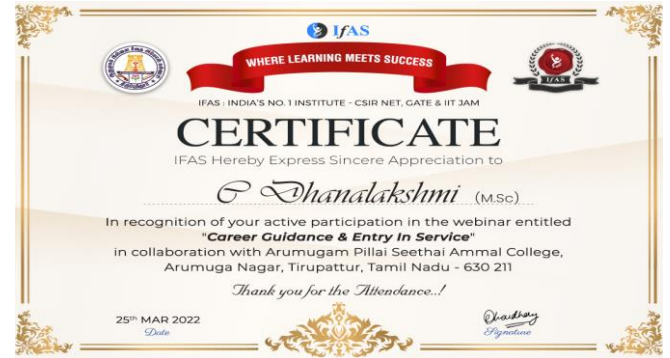 IfAS
WHERE LEARNING MEETS SUCCESS
IFAS
IFAS : INDIA'S NO. 1 INSTITUTE - CSIR NET, GATE & IIT JAM
CERTIFICATE
IFAS Hereby Express Sincere Appreciation to
C Dhanalakshmi (M.Sc)
In recognition of your active participation in the webinar entitled
"Career Guidance & Entry In Service"
in collaboration with Arumugam Pillai Seethai Ammal College,
Arumuga Nagar, Tirupattur, Tamil Nadu - 630 211
Thank you for the Attendance..!
25th MAR 2022
Date
Chaudhary
Signature